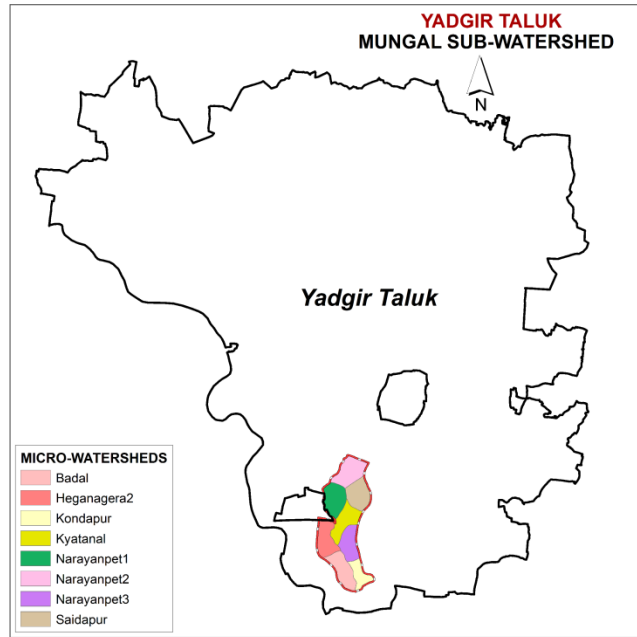 YADGIR TALUK
MUNGAL SUB-WATERSHED
N
Yadgir Taluk
MICRO-WATERSHEDS
Badal
Heganagera2
Kondapur
Kyatanal
Narayanpet1
Narayanpet2
Narayanpet3
Saidapur